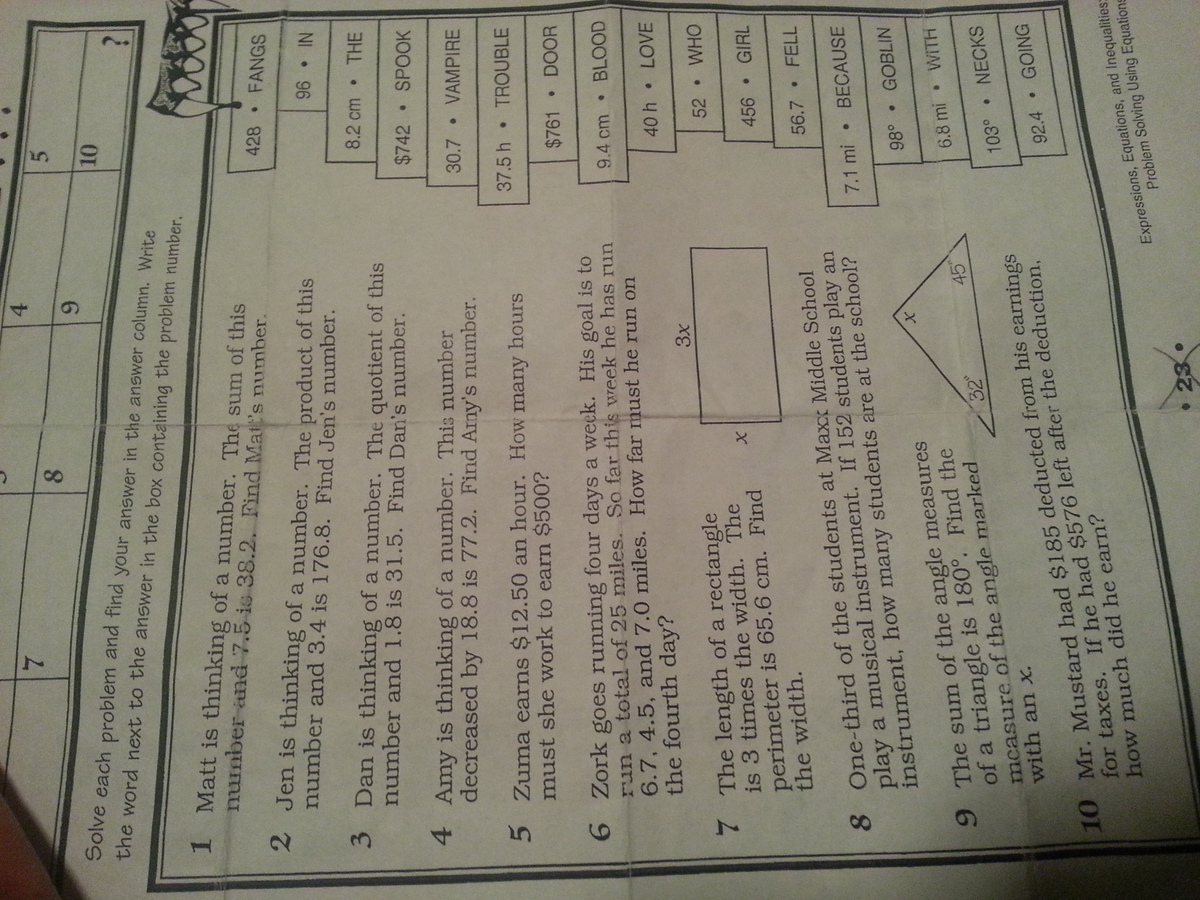 4
5
7
8
9
10
?
Solve each problem and find your answer in the answer column. Write
the word next to the answer in the box containing the problem number.
1 Matt is thinking of a number. The sum of this
number and 7.5 is 38.2. Find Matt's number.
2 Jen is thinking of a number. The product of this
number and 3.4 is 176.8. Find Jen's number.
3 Dan is thinking of a number. The quotient of this
number and 1.8 is 31.5. Find Dan's number.
4 Amy is thinking of a number. This number
decreased by 18.8 is 77.2. Find Amy's number.
5 Zuma earns $12.50 an hour. How many hours
must she work to earn $500?
6 Zork goes running four days a week. His goal is to
run a total of 25 miles. So far this week he has run
6.7, 4.5, and 7.0 miles. How far must he run on
the fourth day?
7 The length of a rectangle
is 3 times the width. The
perimeter is 65.6 cm. Find
the width.
3x
x
8 One-third of the students at Maxx Middle School
play a musical instrument. If 152 students play an
instrument, how many students are at the school?
9 The sum of the angle measures
of a triangle is 180°. Find the
measure of the angle marked
with an x.
x
32°
45°
10 Mr. Mustard had $185 deducted from his earnings
for taxes. If he had $576 left after the deduction,
how much did he earn?
428 • FANGS
96 • IN
8.2 cm • THE
$742 • SPOOK
30.7 • VAMPIRE
37.5 h • TROUBLE
$761 • DOOR
9.4 cm • BLOOD
40 h • LOVE
52 • WHO
456 • GIRL
56.7 • FELL
7.1 mi • BECAUSE
98° • GOBLIN
6.8 mi • WITH
103° • NECKS
92.4 • GOING
Expressions, Equations, and Inequalities:
Problem Solving Using Equations
• 23 •